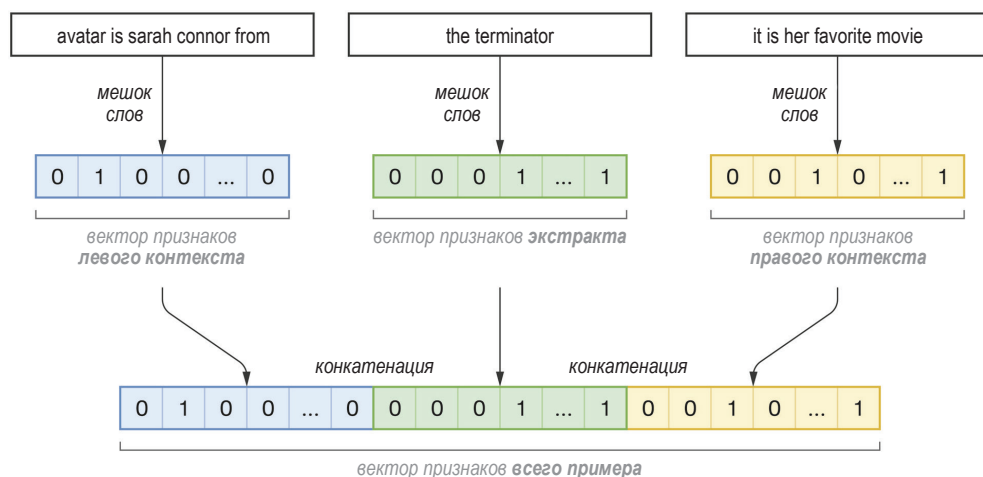 avatar is sarah connor from
the terminator
it is her favorite movie
мешок
слов
мешок
слов
мешок
слов
0 1 0 0 ... 0
0 0 0 1 ... 1
0 0 1 0 ... 1
вектор признаков
левого контекста
вектор признаков экстракта
вектор признаков
правого контекста
конкатенация
конкатенация
0 1 0 0 ... 0 0 0 0 1 ... 1 0 0 1 0 ... 1
вектор признаков всего примера